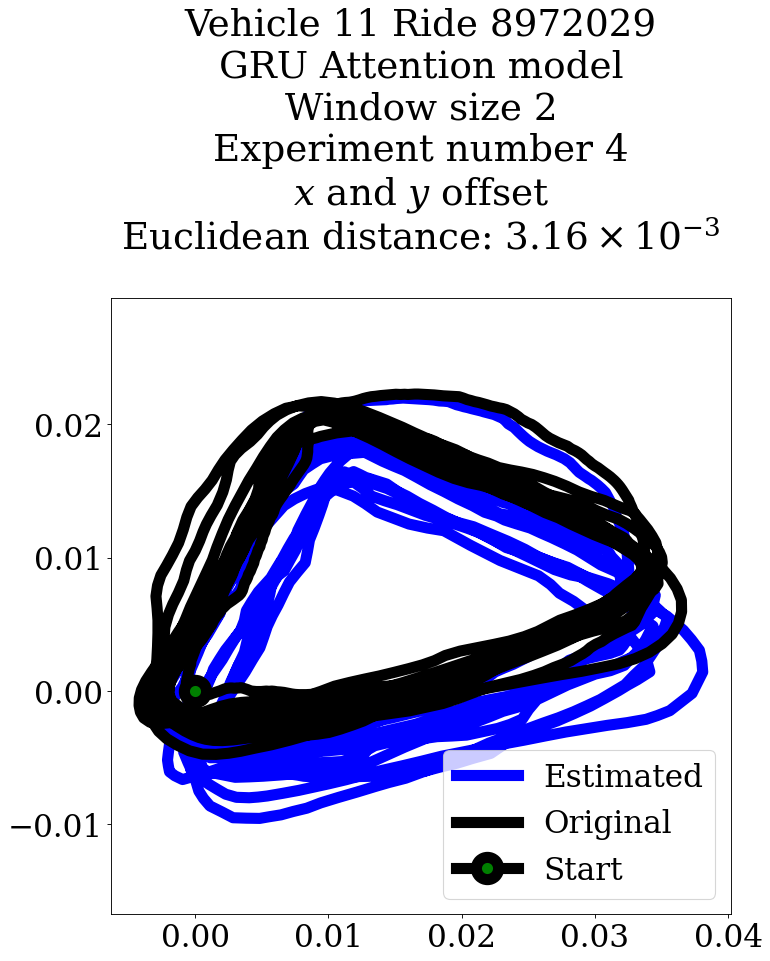 Vehicle 11 Ride 8972029
GRU Attention model
Window size 2
Experiment number 4
x and y offset
Euclidean distance: 3.16 × 10⁻³
0.02
0.01
0.00
−0.01
Estimated
Original
Start
0.00 0.01 0.02 0.03 0.04